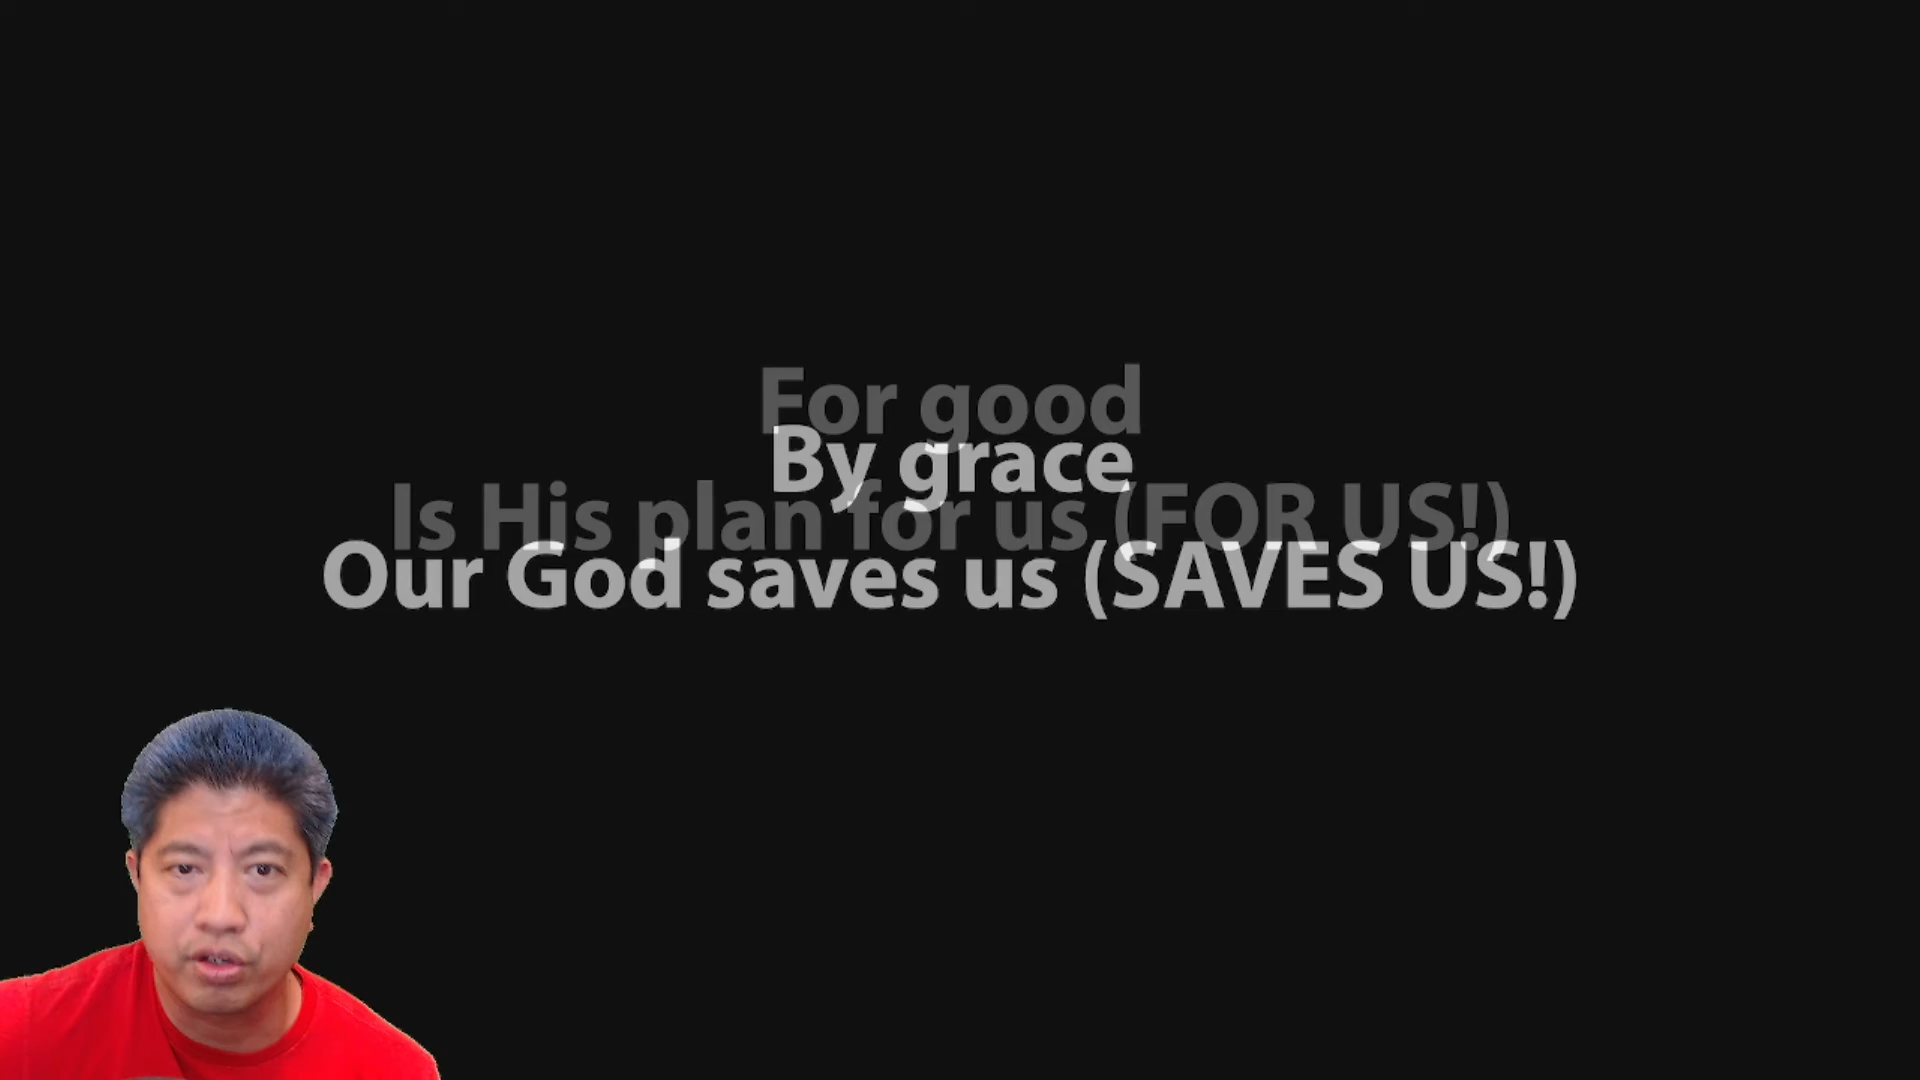 For good
By grace
Is His plan for us (FOR US!)
Our God saves us (SAVES US!)